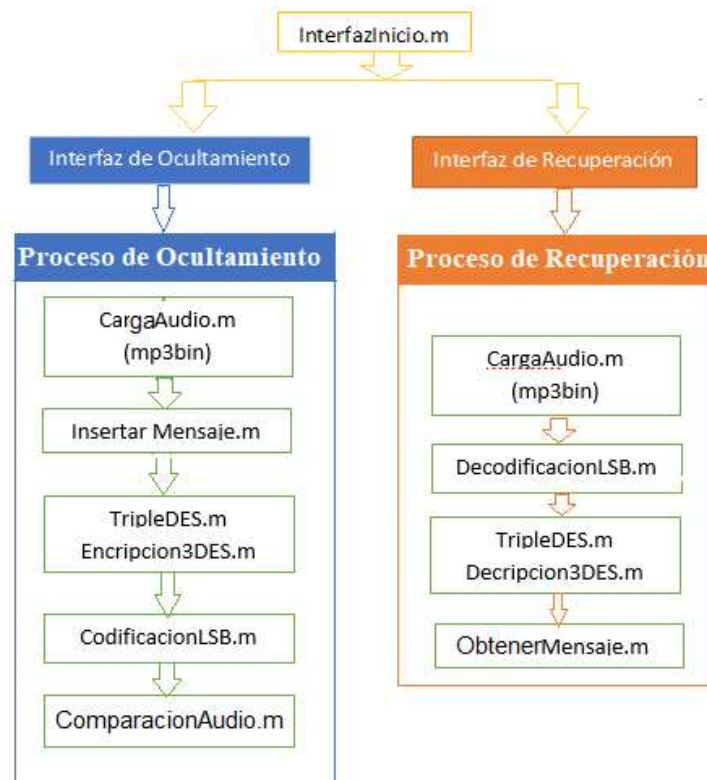 InterfazInicio.m
Interfaz de Ocultamiento
Interfaz de Recuperación
Proceso de Ocultamiento
CargaAudio.m
(mp3bin)
Insertar Mensaje.m
TripleDES.m
Encripcion3DES.m
CodificacionLSB.m
ComparacionAudio.m
Proceso de Recuperación
CargaAudio.m
(mp3bin)
DecodificacionLSB.m
TripleDES.m
Decripcion3DES.m
ObtenerMensaje.m